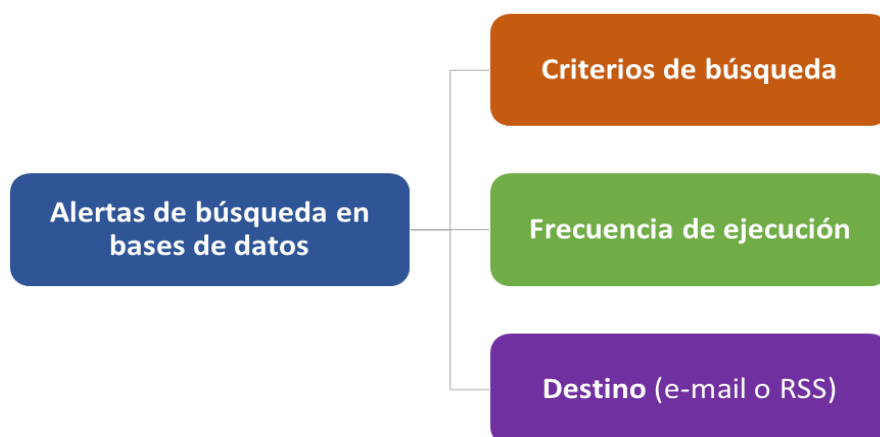 Criterios de búsqueda
Alertas de búsqueda en
bases de datos
Frecuencia de ejecución
Destino (e-mail o RSS)